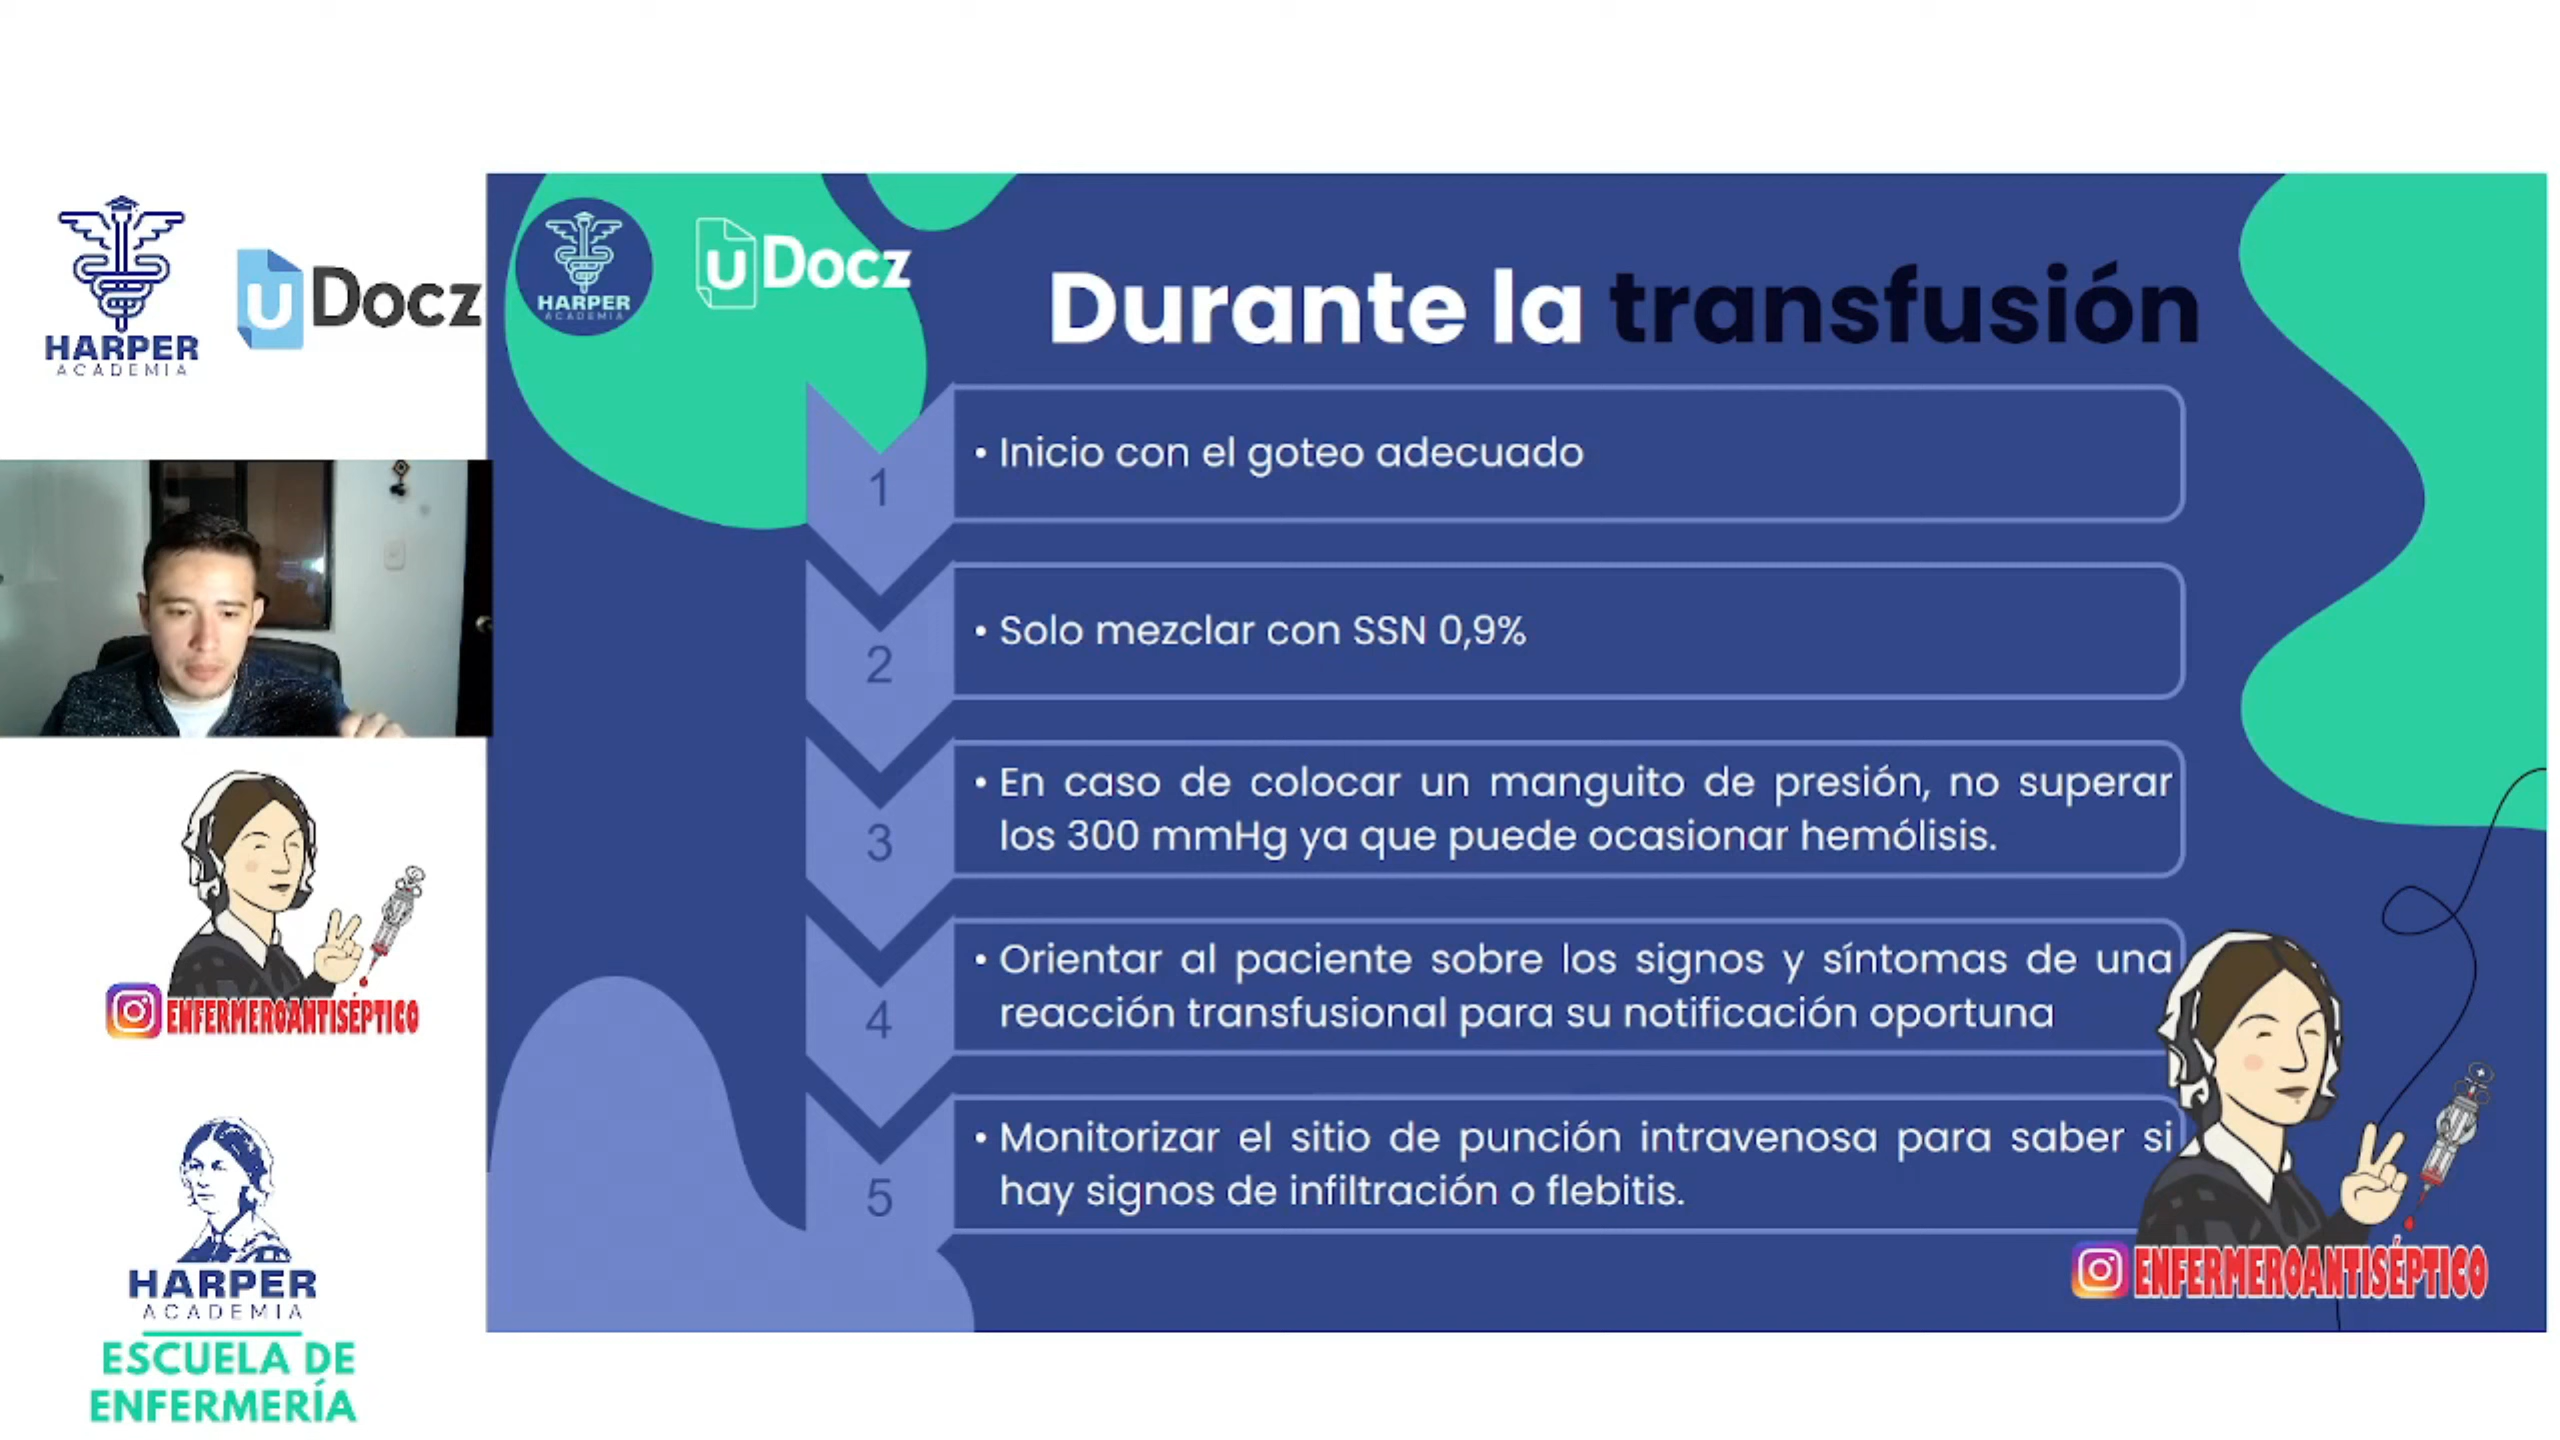 HARPER
ACADEMIA
uDocz
HARPER
ACADEMIA
uDocz
Durante la transfusión
1
• Inicio con el goteo adecuado
2
• Solo mezclar con SSN 0,9%
3
• En caso de colocar un manguito de presión, no superar
los 300 mmHg ya que puede ocasionar hemólisis.
4
• Orientar al paciente sobre los signos y síntomas de una
reacción transfusional para su notificación oportuna
5
• Monitorizar el sitio de punción intravenosa para saber si
hay signos de infiltración o flebitis.
ENFERMEROANTISÉPTICO
ENFERMEROANTISÉPTICO
HARPER
ACADEMIA
ESCUELA DE
ENFERMERÍA